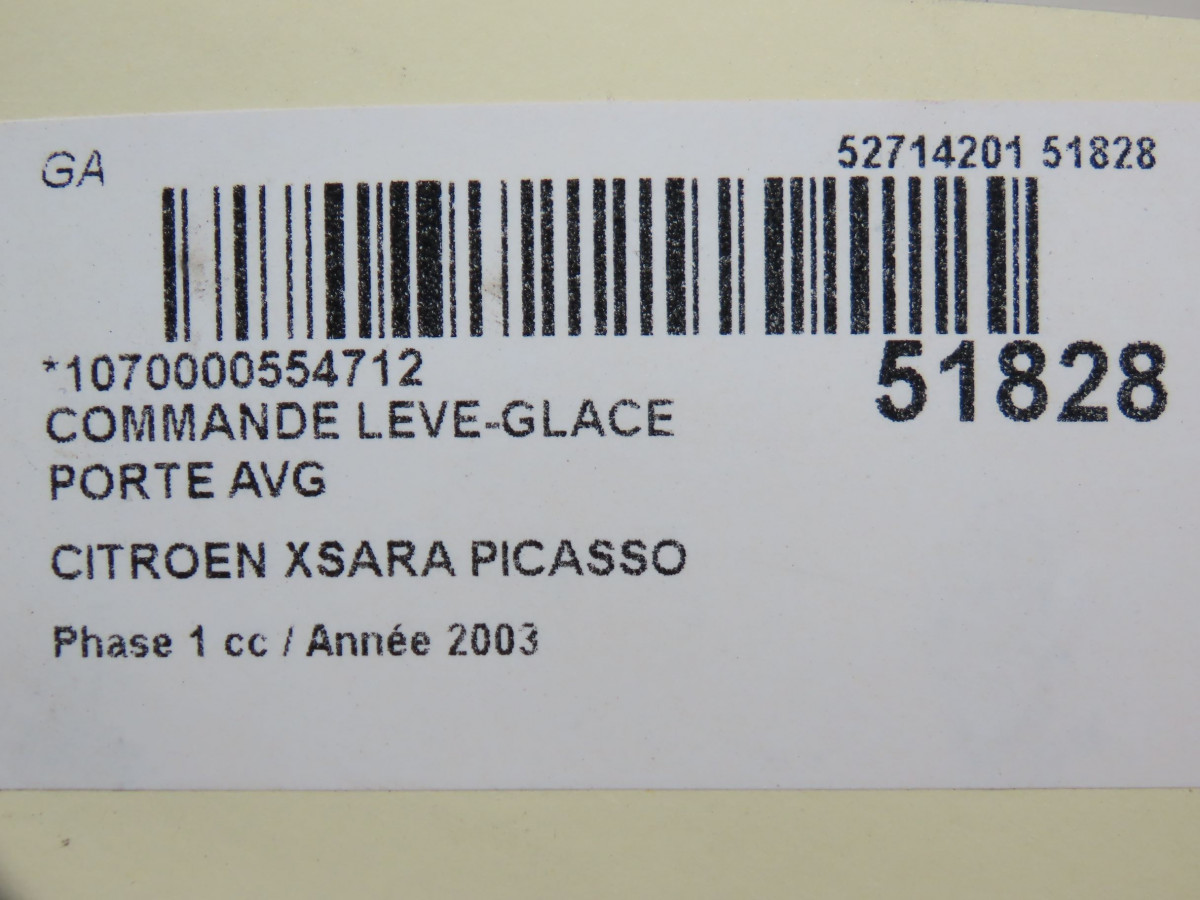 GA
52714201 51828
*1070000554712
51828
COMMANDE LEVE-GLACE
PORTE AVG
CITROEN XSARA PICASSO
Phase 1 cc / Année 2003